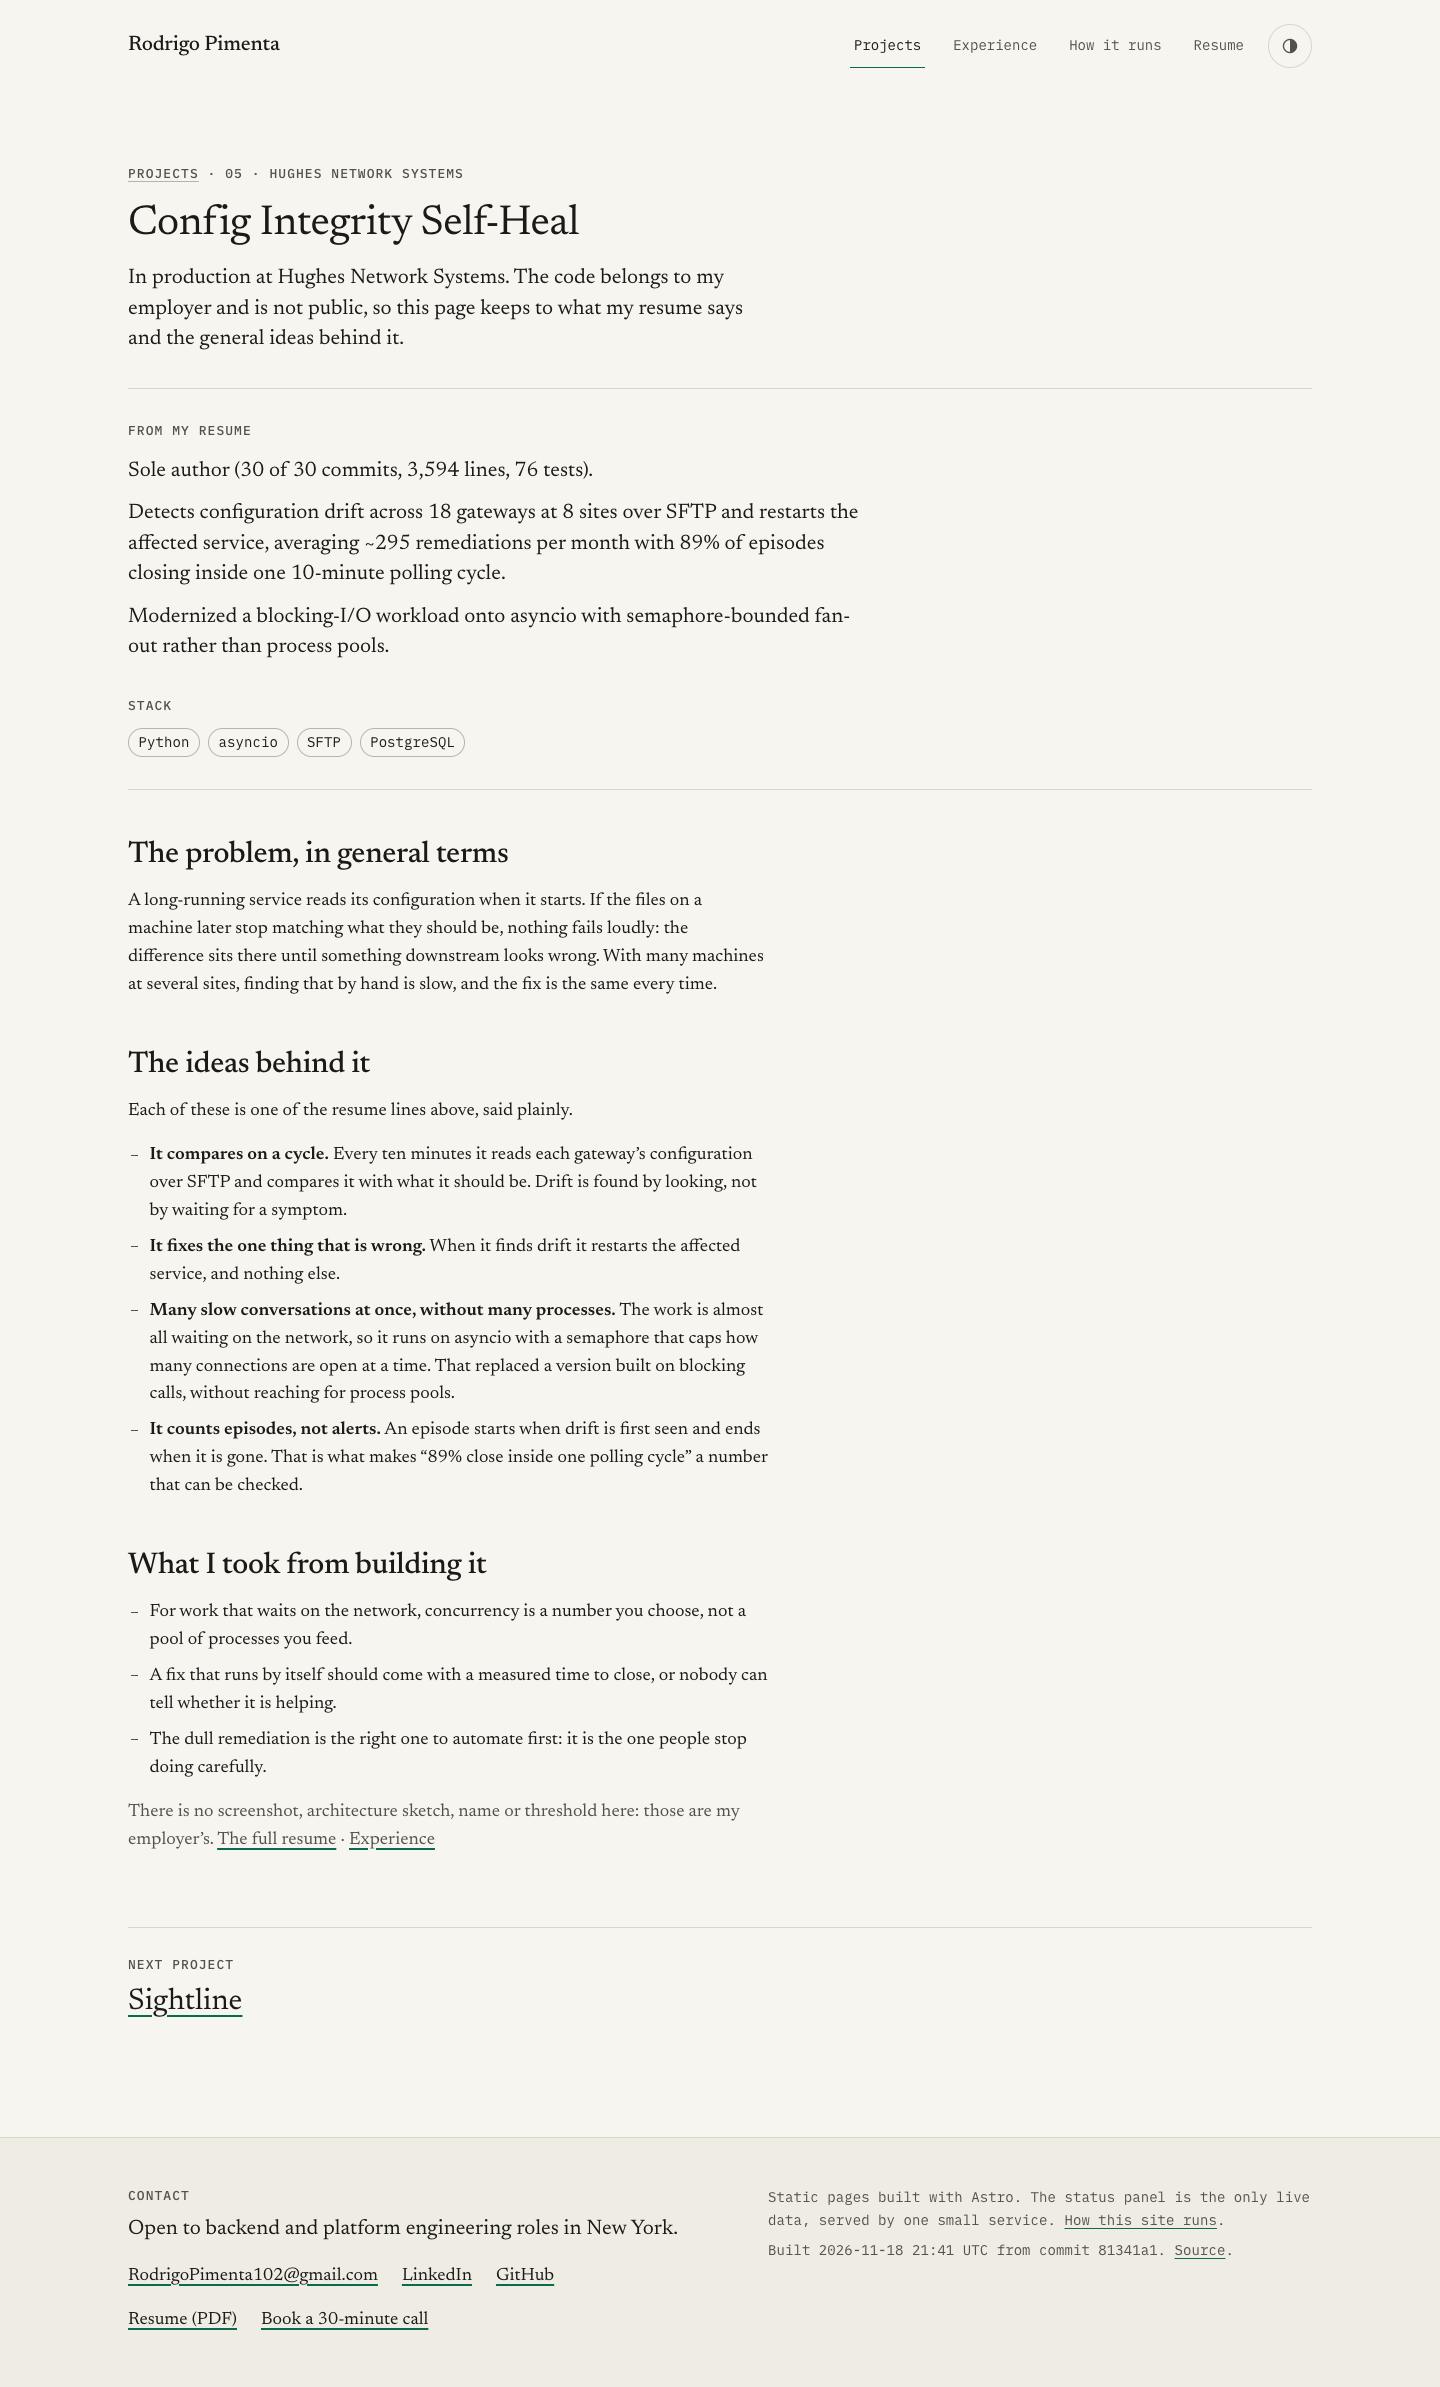 Rodrigo Pimenta
Projects
Experience
How it runs
Resume
PROJECTS · 05 · HUGHES NETWORK SYSTEMS
Config Integrity Self-Heal
In production at Hughes Network Systems. The code belongs to my
employer and is not public, so this page keeps to what my resume says
and the general ideas behind it.
FROM MY RESUME
Sole author (30 of 30 commits, 3,594 lines, 76 tests).
Detects configuration drift across 18 gateways at 8 sites over SFTP and restarts the
affected service, averaging ~295 remediations per month with 89% of episodes
closing inside one 10-minute polling cycle.
Modernized a blocking-I/O workload onto asyncio with semaphore-bounded fan-
out rather than process pools.
STACK
Python
asyncio
SFTP
PostgreSQL
The problem, in general terms
A long-running service reads its configuration when it starts. If the files on a
machine later stop matching what they should be, nothing fails loudly: the
difference sits there until something downstream looks wrong. With many machines
at several sites, finding that by hand is slow, and the fix is the same every time.
The ideas behind it
Each of these is one of the resume lines above, said plainly.
– It compares on a cycle. Every ten minutes it reads each gateway’s configuration
over SFTP and compares it with what it should be. Drift is found by looking, not
by waiting for a symptom.
– It fixes the one thing that is wrong. When it finds drift it restarts the affected
service, and nothing else.
– Many slow conversations at once, without many processes. The work is almost
all waiting on the network, so it runs on asyncio with a semaphore that caps how
many connections are open at a time. That replaced a version built on blocking
calls, without reaching for process pools.
– It counts episodes, not alerts. An episode starts when drift is first seen and ends
when it is gone. That is what makes “89% close inside one polling cycle” a number
that can be checked.
What I took from building it
– For work that waits on the network, concurrency is a number you choose, not a
pool of processes you feed.
– A fix that runs by itself should come with a measured time to close, or nobody can
tell whether it is helping.
– The dull remediation is the right one to automate first: it is the one people stop
doing carefully.
There is no screenshot, architecture sketch, name or threshold here: those are my
employer’s. The full resume · Experience
NEXT PROJECT
Sightline
CONTACT
Open to backend and platform engineering roles in New York.
RodrigoPimenta102@gmail.com LinkedIn GitHub
Resume (PDF) Book a 30-minute call
Static pages built with Astro. The status panel is the only live
data, served by one small service. How this site runs.
Built 2026-11-18 21:41 UTC from commit 81341a1. Source.